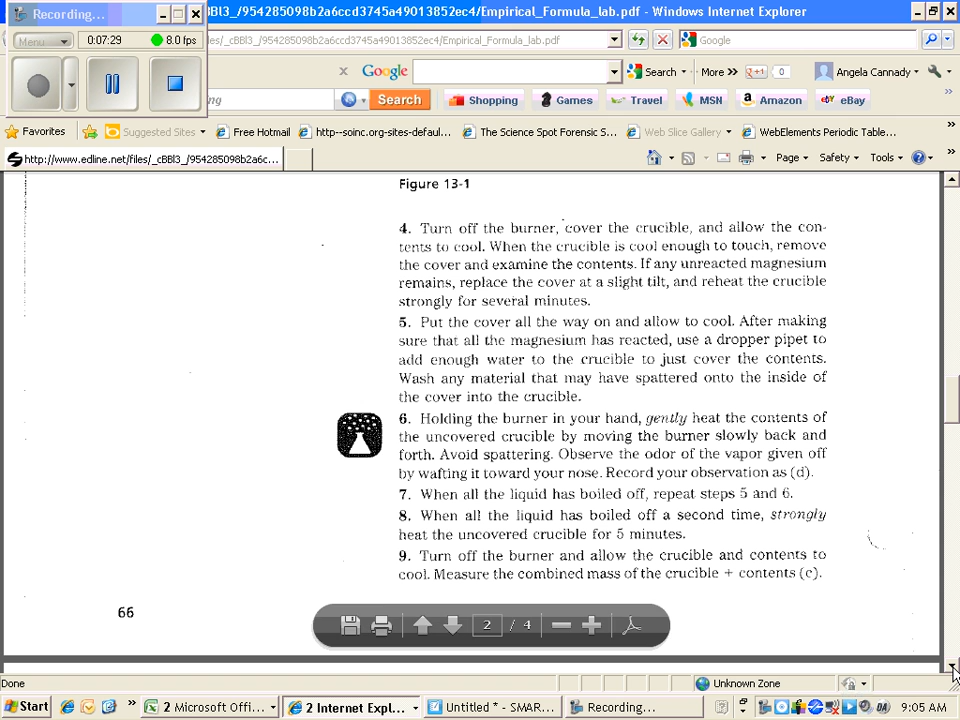 Recording...
_cBBl3_/954285098b2a6ccd3745a49013852ec4/Empirical_Formula_lab.pdf - Windows Internet Explorer
Menu
0:07:29
8.0 fps
files/_cBBl3_/954285098b2a6ccd3745a49013852ec4/Empirical_Formula_lab.pdf
Google
Google
Search
More »
+1
0
Angela Cannady
Search
Shopping
Games
Travel
MSN
Amazon
eBay
Favorites
Suggested Sites
Free Hotmail
http--soinc.org-sites-defaul...
The Science Spot Forensic S...
Web Slice Gallery
WebElements Periodic Table...
http://www.edline.net/files/_cBBl3_/954285098b2a6c...
Page
Safety
Tools
Figure 13-1
4. Turn off the burner, cover the crucible, and allow the con-
tents to cool. When the crucible is cool enough to touch, remove
the cover and examine the contents. If any unreacted magnesium
remains, replace the cover at a slight tilt, and reheat the crucible
strongly for several minutes.
5. Put the cover all the way on and allow to cool. After making
sure that all the magnesium has reacted, use a dropper pipet to
add enough water to the crucible to just cover the contents.
Wash any material that may have spattered onto the inside of
the cover into the crucible.
6. Holding the burner in your hand, gently heat the contents of
the uncovered crucible by moving the burner slowly back and
forth. Avoid spattering. Observe the odor of the vapor given off
by wafting it toward your nose. Record your observation as (d).
7. When all the liquid has boiled off, repeat steps 5 and 6.
8. When all the liquid has boiled off a second time, strongly
heat the uncovered crucible for 5 minutes.
9. Turn off the burner and allow the crucible and contents to
cool. Measure the combined mass of the crucible + contents (c).
66
2 / 4
Done
Unknown Zone
Start
2 Microsoft Offi...
2 Internet Expl...
Untitled * - SMAR...
Recording...
9:05 AM